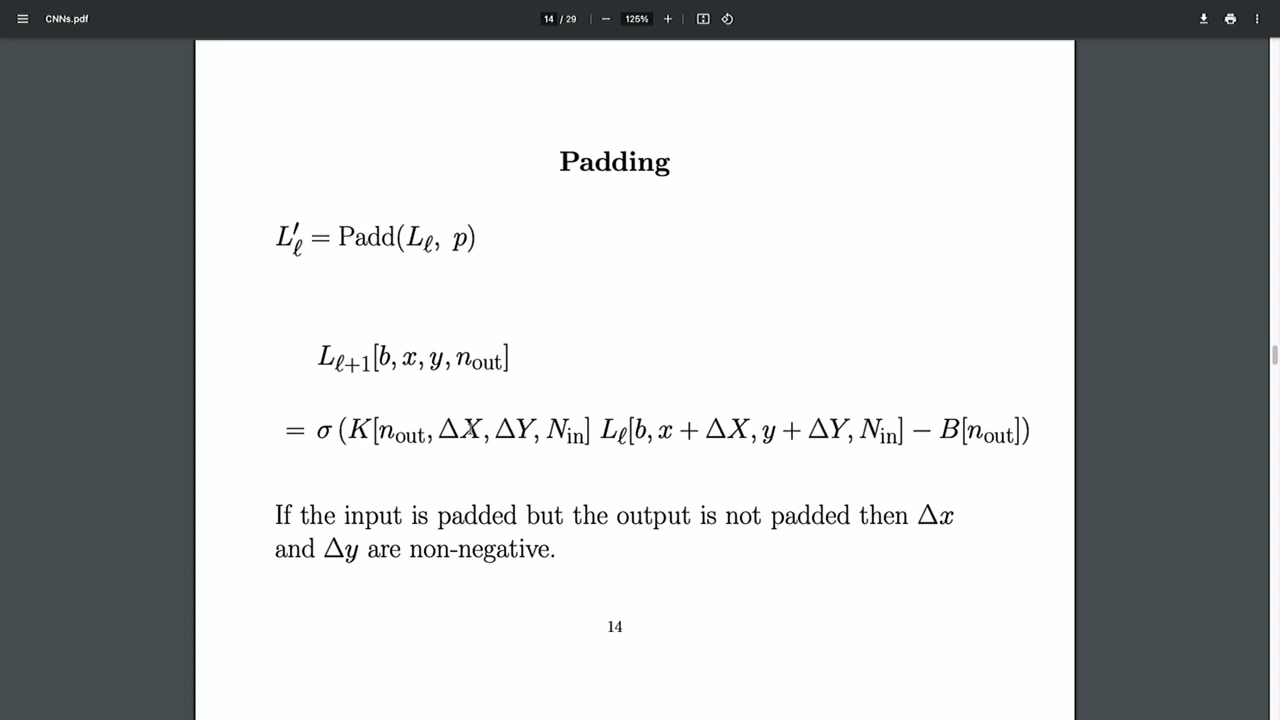 CNNs.pdf
14 / 29
125%
Padding
L′ℓ = Padd(Lℓ, p)
Lℓ+1[b, x, y, nout]
= σ (K[nout, ΔX, ΔY, Nin] Lℓ[b, x + ΔX, y + ΔY, Nin] − B[nout])
If the input is padded but the output is not padded then Δx
and Δy are non-negative.
14